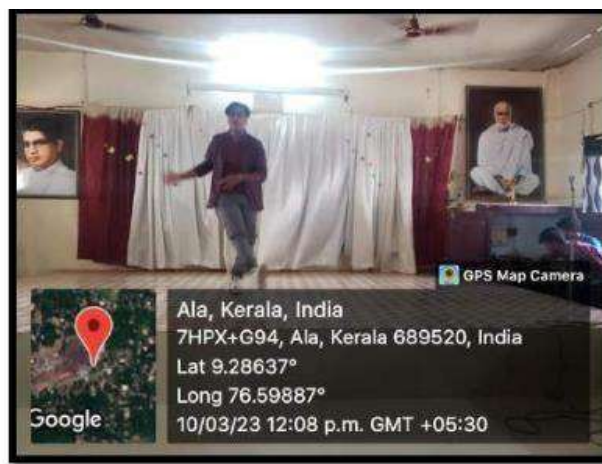 GPS Map Camera
Ala, Kerala, India
7HPX+G94, Ala, Kerala 689520, India
Lat 9.28637°
Long 76.59887°
10/03/23 12:08 p.m. GMT +05:30
Google